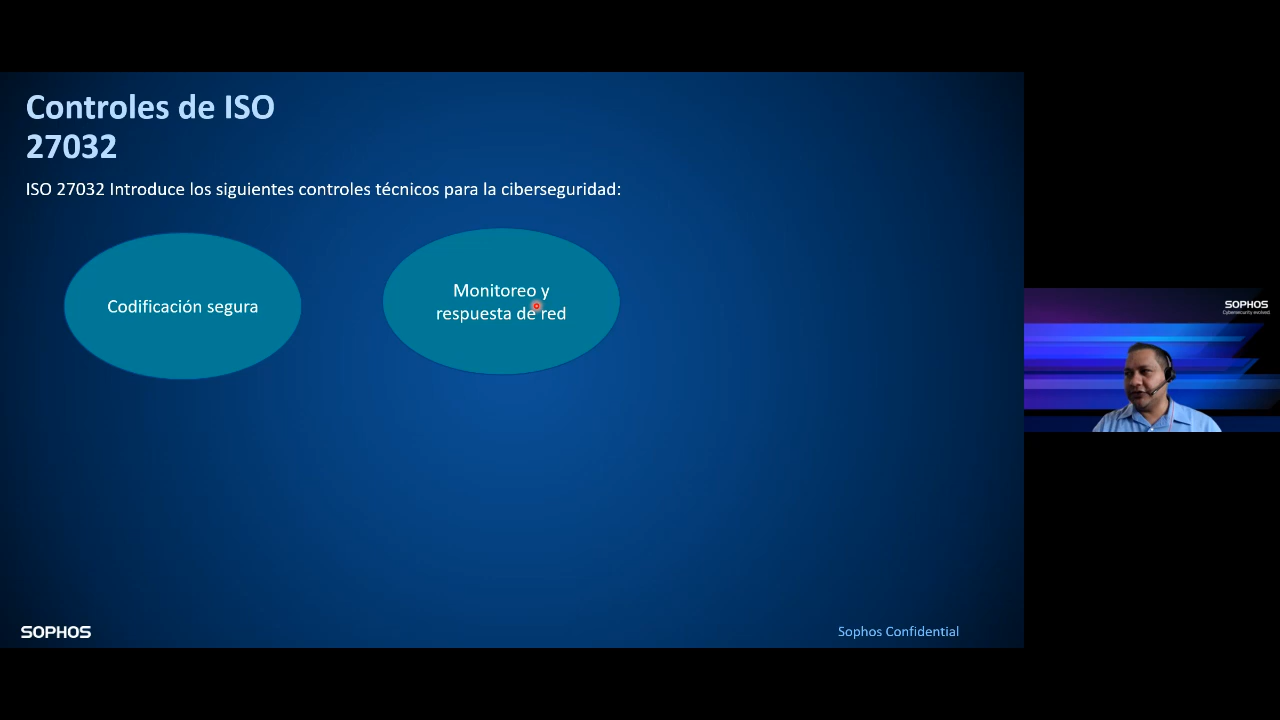 Controles de ISO
27032
ISO 27032 Introduce los siguientes controles técnicos para la ciberseguridad:
Codificación segura
Monitoreo y
respuesta de red
SOPHOS
Cybersecurity evolved.
SOPHOS
Sophos Confidential